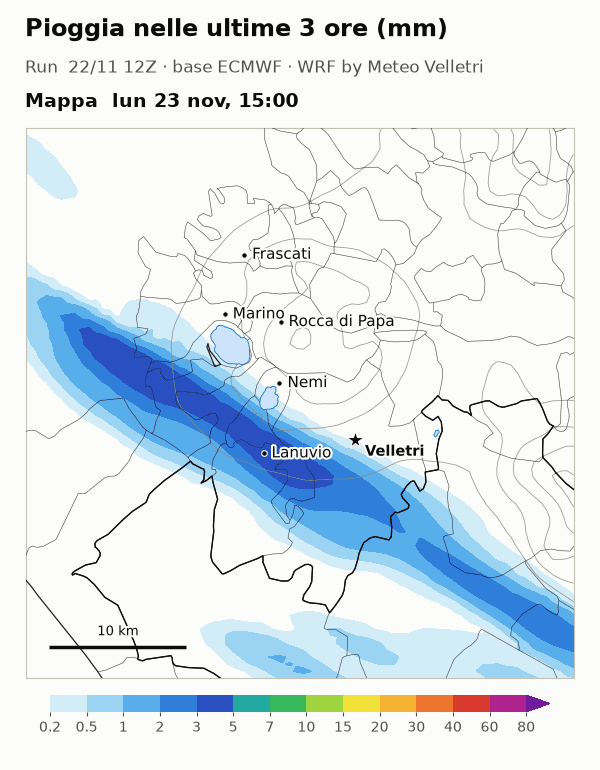 Pioggia nelle ultime 3 ore (mm)
Run 22/11 12Z · base ECMWF · WRF by Meteo Velletri
Mappa lun 23 nov, 15:00
Frascati
Marino
Rocca di Papa
Nemi
Velletri
Lanuvio
10 km
0.2 0.5 1 2 3 5 7 10 15 20 30 40 60 80